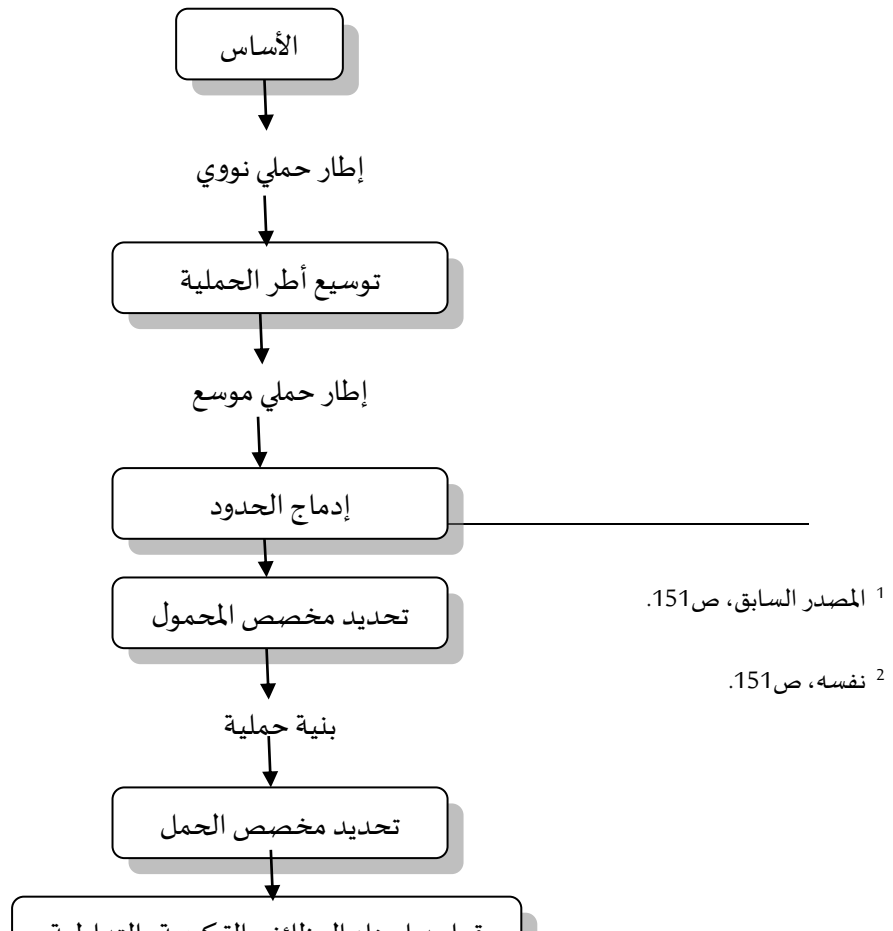 الأساس
إطار حملي نووي
توسيع أطر الحملية
إطار حملي موسع
إدماج الحدود
تحديد مخصص المحمول
بنية حملية
تحديد مخصص الحمل
1 المصدر السابق، ص151.
2 نفسه، ص151.